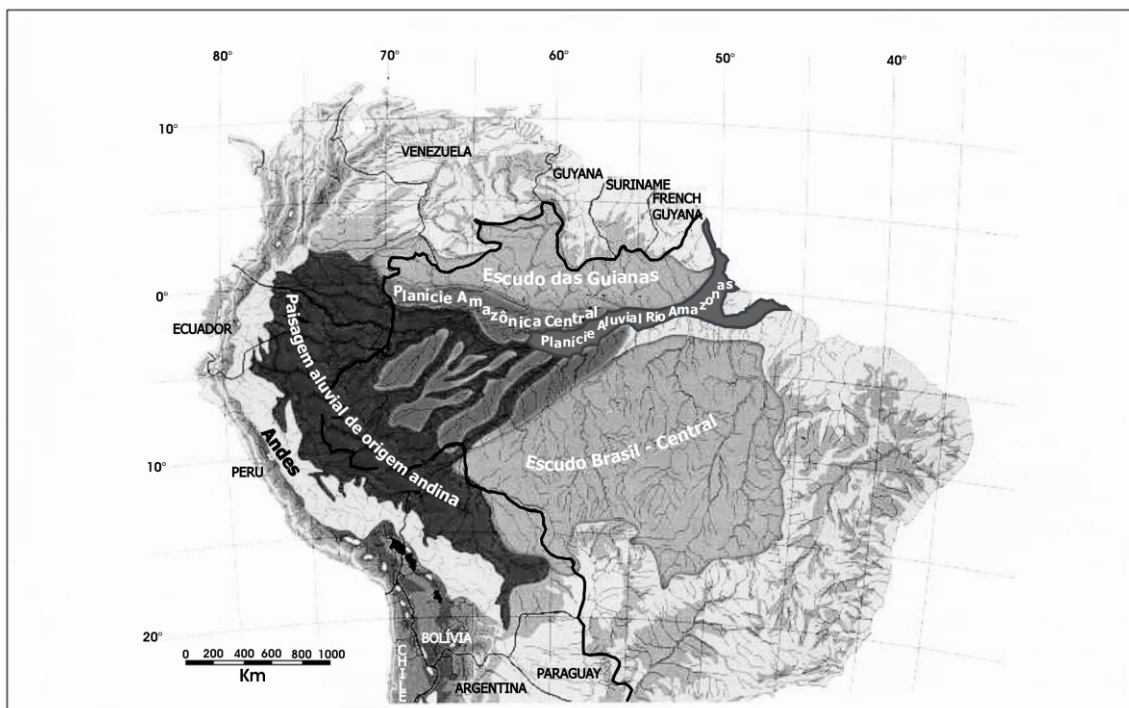 80° 70° 60° 50° 40°
10°
VENEZUELA
GUYANA
SURINAME
FRENCH
GUYANA
Escudo das Guianas
0°
Planície Amazônica Central
Planície Aluvial Rio Amazonas
ECUADOR
Paisagem aluvial de origem andina
Andes
PERU
10°
Escudo Brasil - Central
20°
BOLÍVIA
0 200 400 600 800 1000
Km
CHILE
ARGENTINA
PARAGUAY